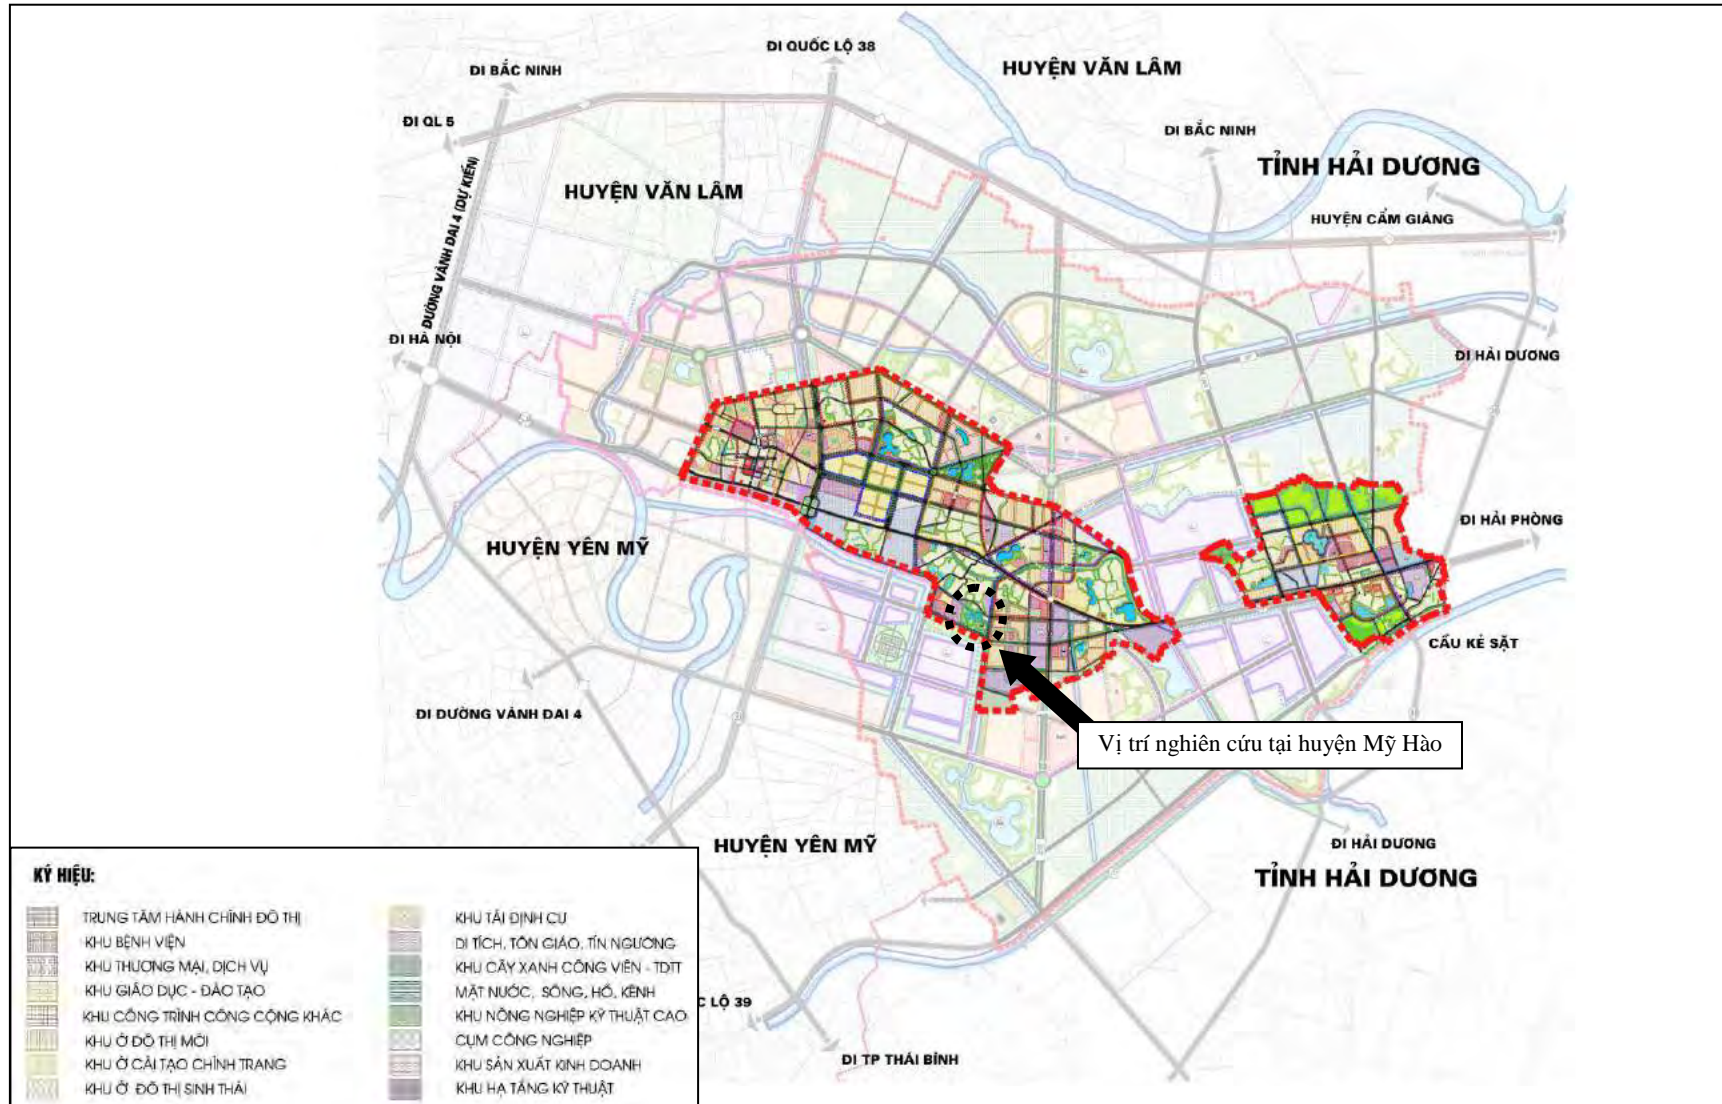 ĐI QUỐC LỘ 38
HUYỆN VĂN LÂM
ĐI BẮC NINH
ĐI QL 5
ĐI BẮC NINH
TỈNH HẢI DƯƠNG
HUYỆN VĂN LÂM
HUYỆN CẨM GIÀNG
ĐƯỜNG VÀNH ĐAI 4 (DỰ KIẾN)
ĐI HÀ NỘI
ĐI HẢI DƯƠNG
ĐI HẢI PHÒNG
HUYỆN YÊN MỸ
CẦU KẺ SẶT
ĐI ĐƯỜNG VÀNH ĐAI 4
Vị trí nghiên cứu tại huyện Mỹ Hào
HUYỆN YÊN MỸ
ĐI HẢI DƯƠNG
TỈNH HẢI DƯƠNG
C LỘ 39
ĐI TP THÁI BÌNH
KÝ HIỆU:
TRUNG TÂM HÀNH CHÍNH ĐÔ THỊ
KHU BỆNH VIỆN
KHU THƯƠNG MẠI, DỊCH VỤ
KHU GIÁO DỤC - ĐÀO TẠO
KHU CÔNG TRÌNH CÔNG CỘNG KHÁC
KHU Ở ĐÔ THỊ MỚI
KHU Ở CẢI TẠO CHỈNH TRANG
KHU Ở ĐÔ THỊ SINH THÁI
KHU TÁI ĐỊNH CƯ
DI TÍCH, TÔN GIÁO, TÍN NGƯỠNG
KHU CÂY XANH CÔNG VIÊN - TDTT
MẶT NƯỚC, SÔNG, HỒ, KÊNH
KHU NÔNG NGHIỆP KỸ THUẬT CAO
CỤM CÔNG NGHIỆP
KHU SẢN XUẤT KINH DOANH
KHU HẠ TẦNG KỸ THUẬT